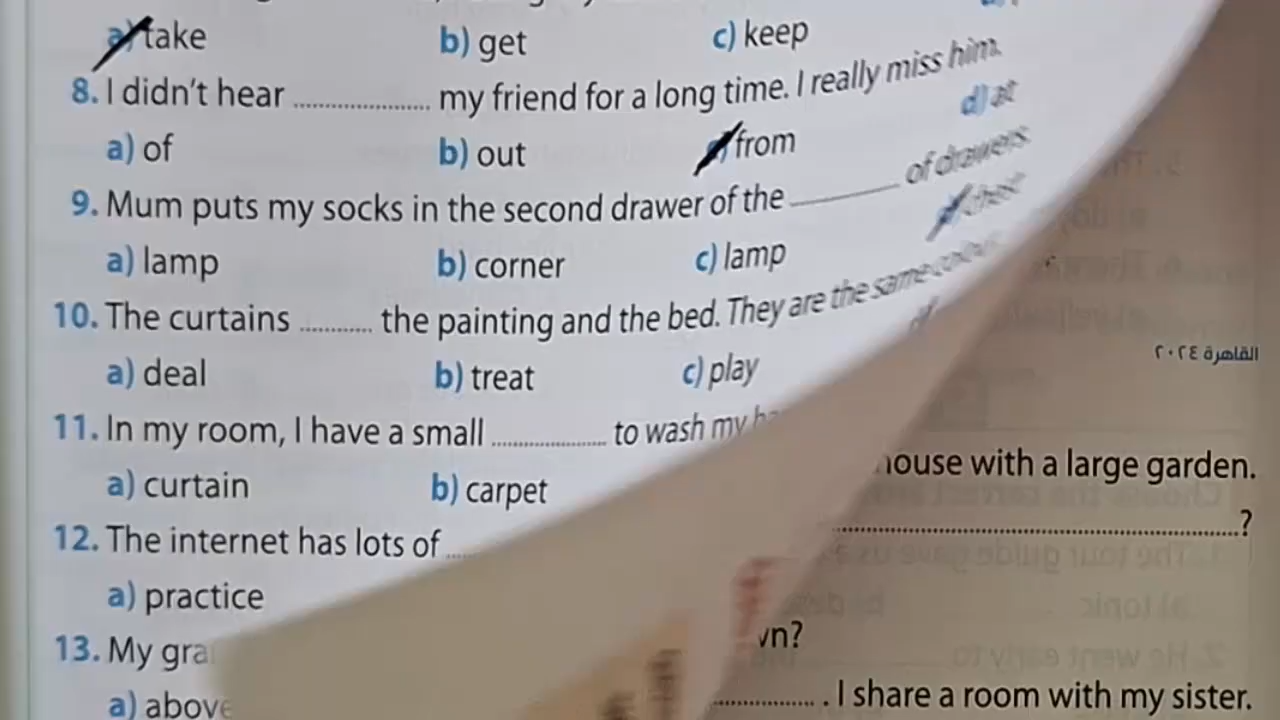 a) take b) get c) keep
8. I didn't hear .................... my friend for a long time. I really miss him.
a) of b) out from d) at
9. Mum puts my socks in the second drawer of the __________ of drawers.
a) lamp b) corner c) lamp chest
10. The curtains ............ the painting and the bed. They are the same
a) deal b) treat c) play
11. In my room, I have a small .................... to wash my
a) curtain b) carpet
12. The internet has lots of ....
a) practice
13. My
a) above
القاهرة ٢٠٢٤
house with a large garden.
....................................................?
.................. . I share a room with my sister.